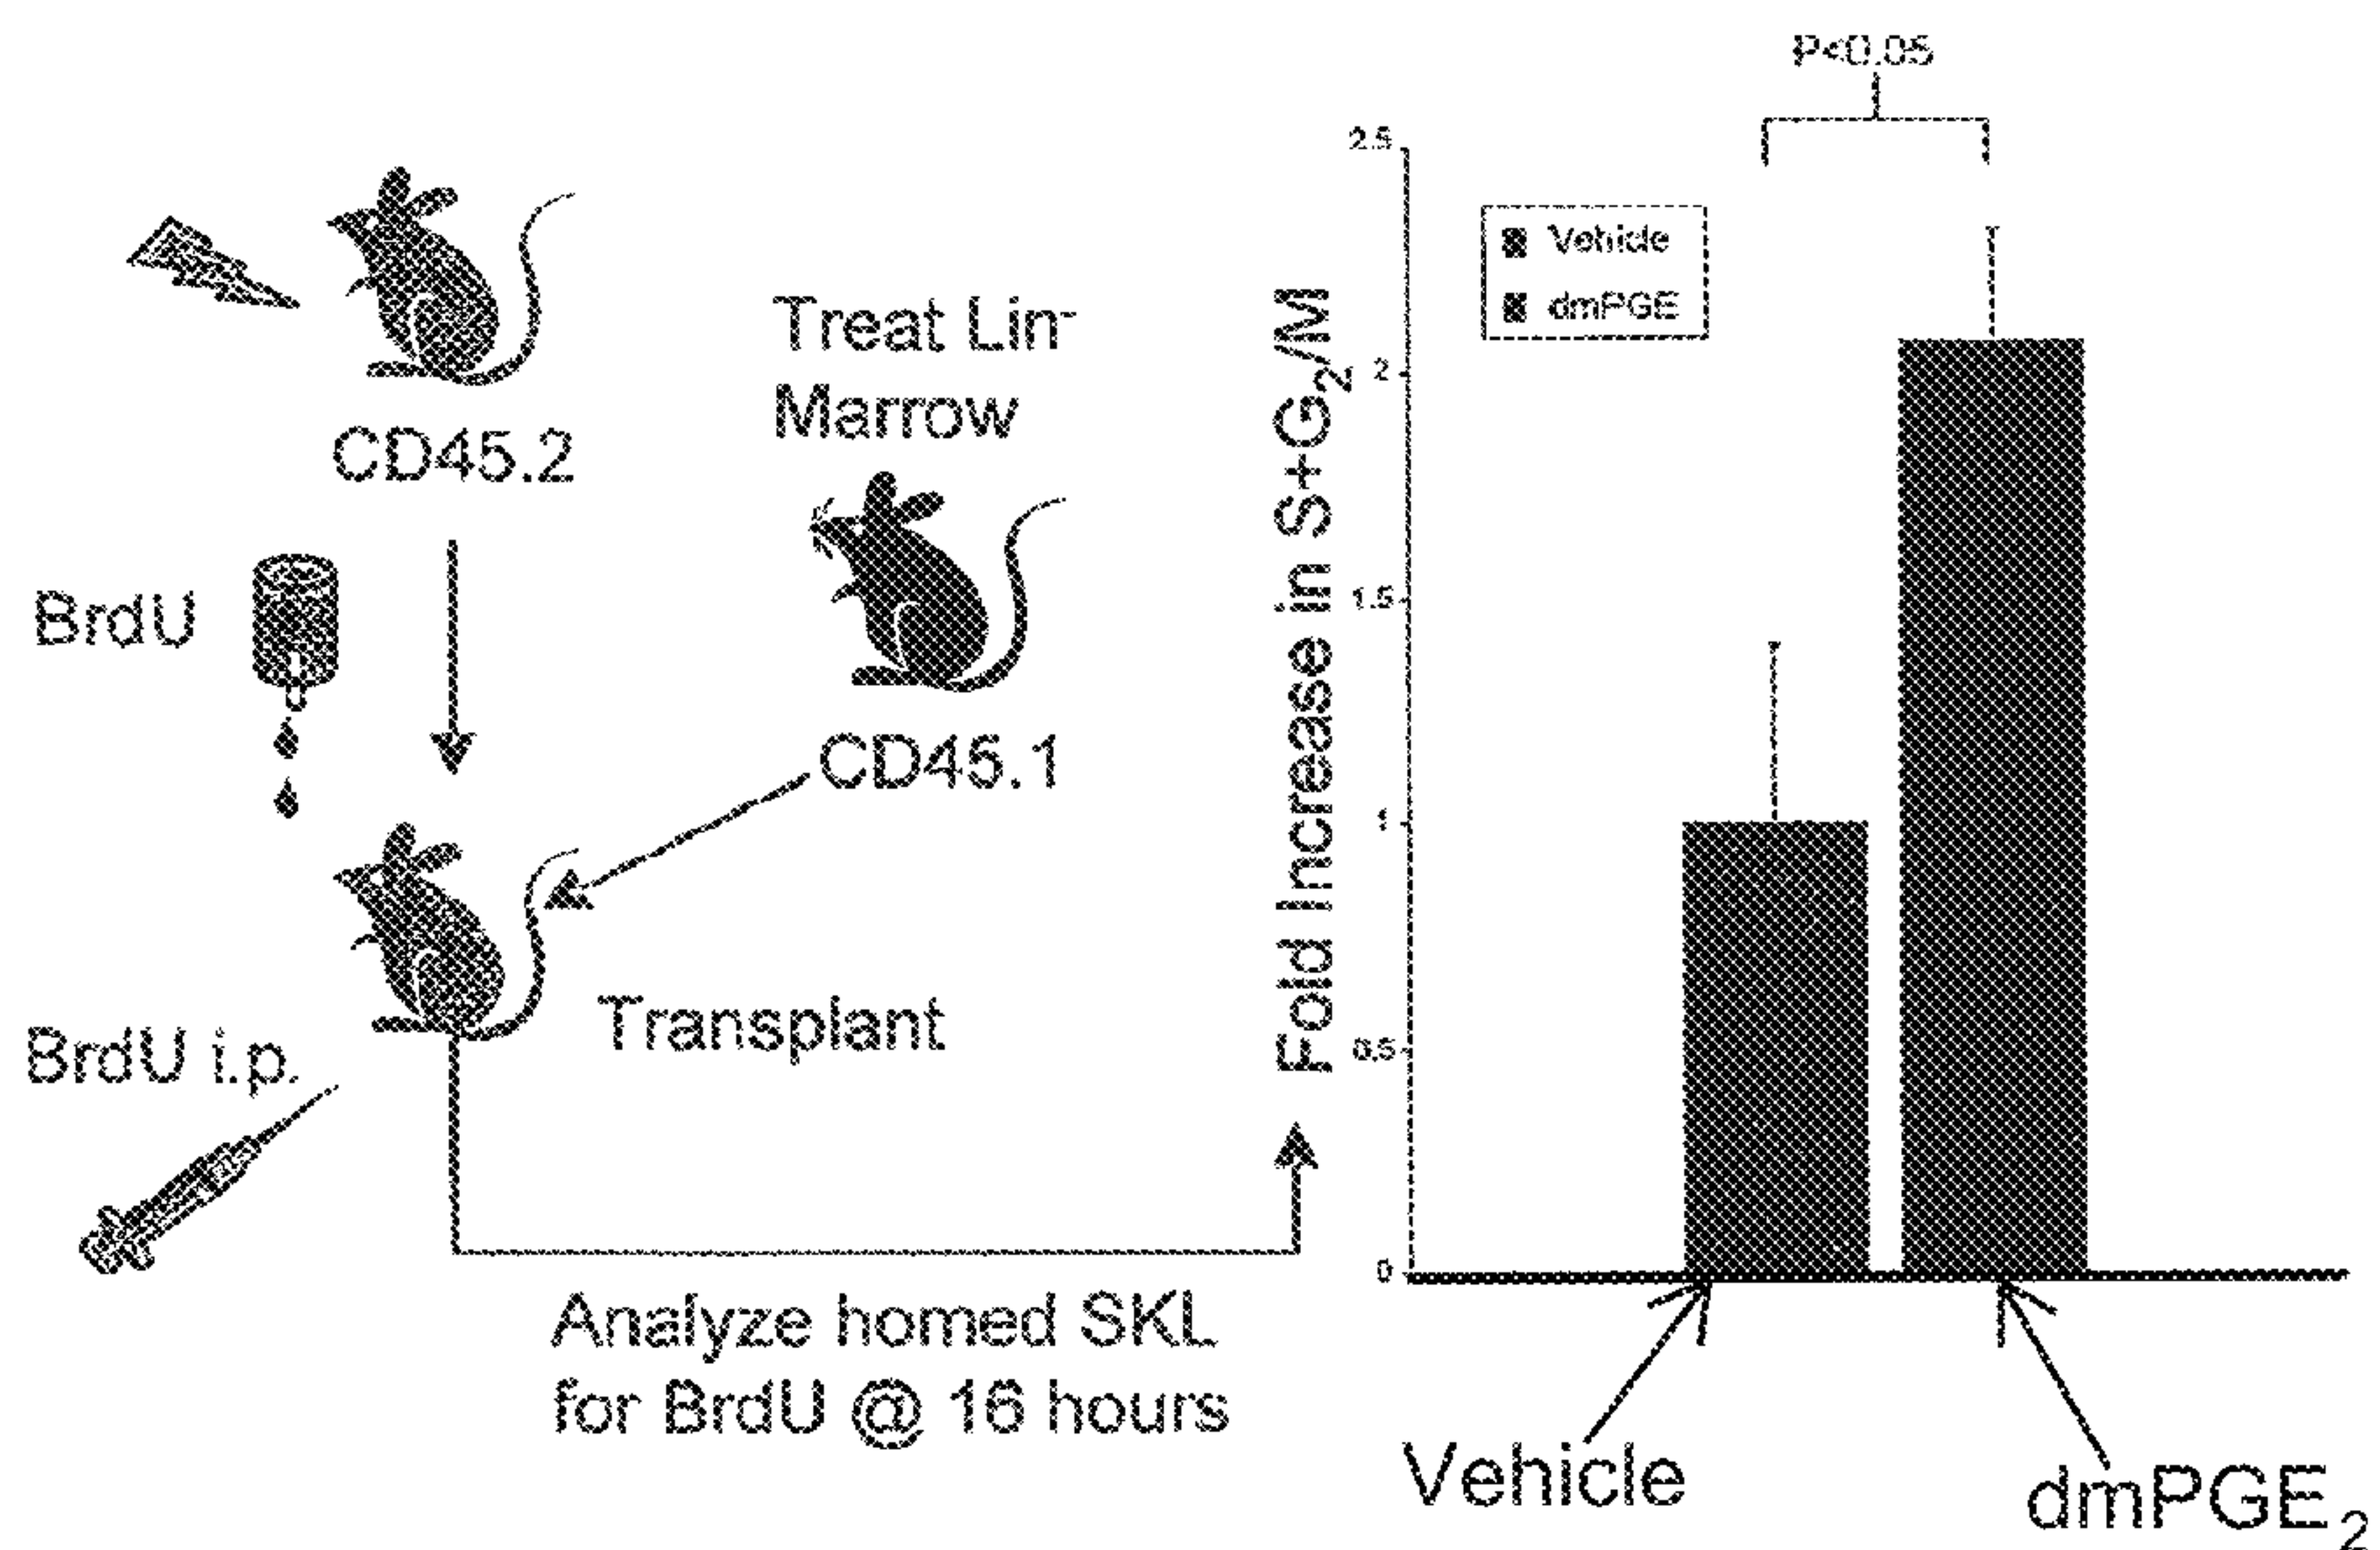 CD45.2
Treat Lin-
Marrow
CD45.1
BrdU
Transplant
BrdU i.p.
Analyze homed SKL
for BrdU @ 16 hours
P<0.05
Fold Increase in S+G2/M
2.5
2
1.5
1
0.5
0
Vehicle
dmPGE
Vehicle
dmPGE2